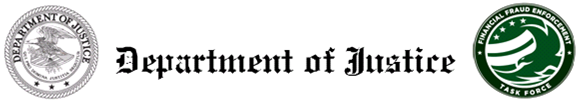 DEPARTMENT OF JUSTICE
Department of Justice
FINANCIAL FRAUD ENFORCEMENT
TASK FORCE